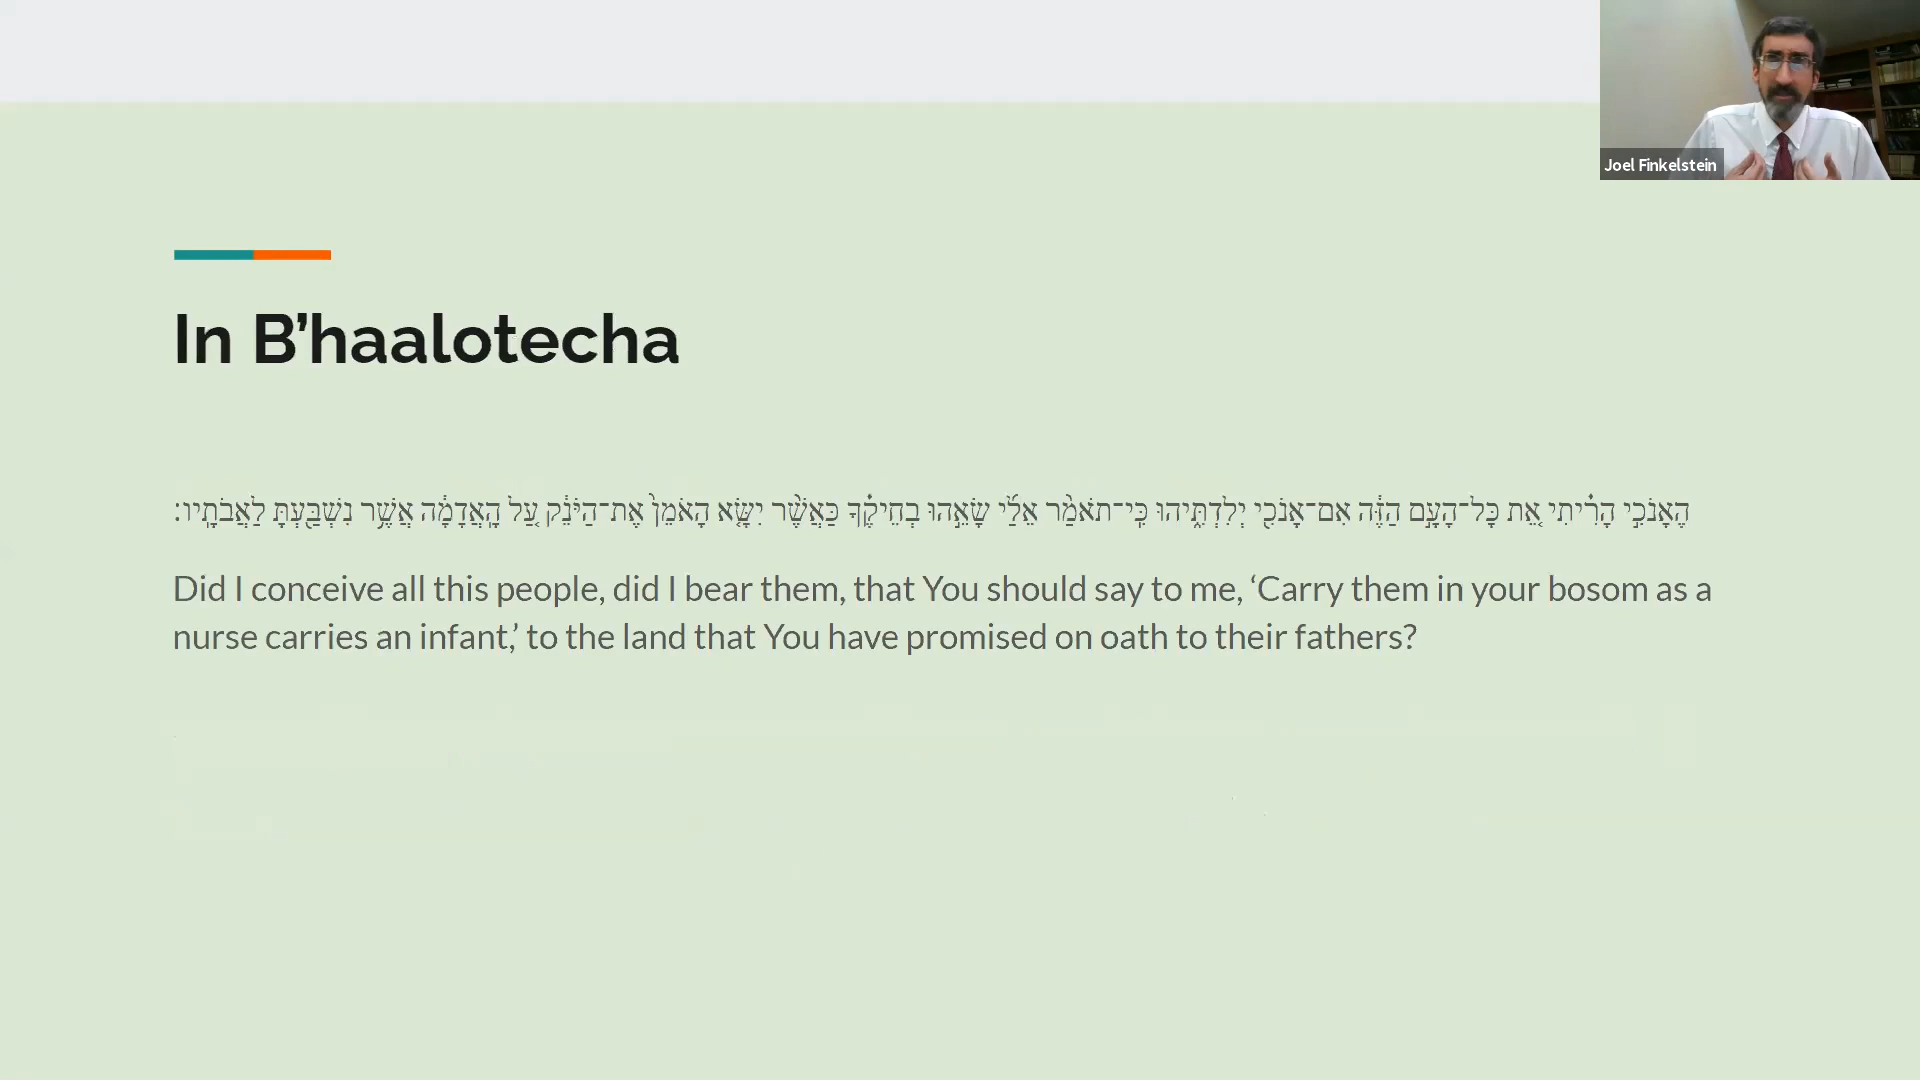 Joel Finkelstein
In B’haalotecha
הֶאָנֹכִ֣י הָרִ֗יתִי אֵ֚ת כׇּל־הָעָ֣ם הַזֶּ֔ה אִם־אָנֹכִ֖י יְלִדְתִּ֑יהוּ כִּֽי־תֹאמַ֨ר אֵלַ֜י שָׂאֵ֣הוּ בְחֵיקֶ֗ךָ כַּאֲשֶׁ֨ר יִשָּׂ֤א הָאֹמֵן֙ אֶת־הַיֹּנֵ֔ק עַ֚ל הָֽאֲדָמָ֔ה אֲשֶׁ֥ר נִשְׁבַּ֖עְתָּ לַאֲבֹתָֽיו׃
Did I conceive all this people, did I bear them, that You should say to me, ‘Carry them in your bosom as a
nurse carries an infant,’ to the land that You have promised on oath to their fathers?